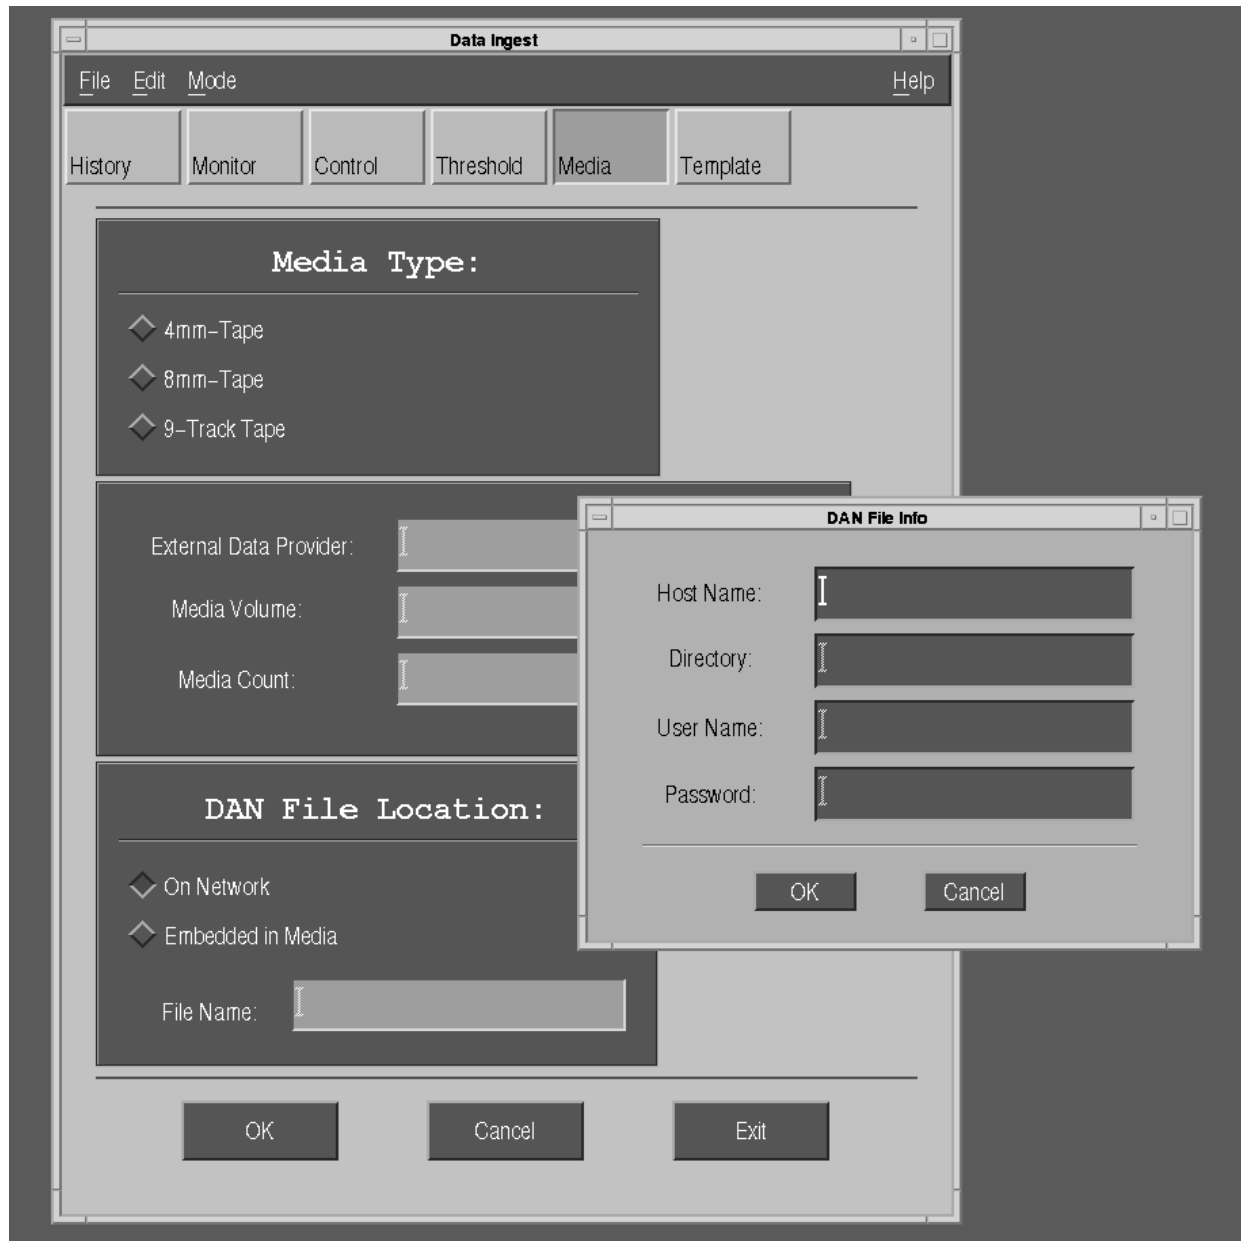 Data Ingest
File Edit Mode Help
History Monitor Control Threshold Media Template
Media Type:
4mm-Tape
8mm-Tape
9-Track Tape
External Data Provider:
Media Volume:
Media Count:
DAN File Location:
On Network
Embedded in Media
File Name:
OK Cancel Exit
DAN File Info
Host Name:
Directory:
User Name:
Password:
OK Cancel